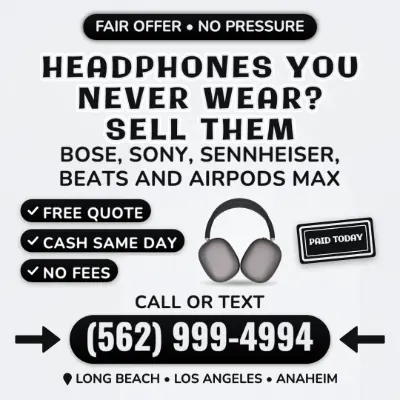 FAIR OFFER • NO PRESSURE
HEADPHONES YOU
NEVER WEAR?
SELL THEM
BOSE, SONY, SENNHEISER,
BEATS AND AIRPODS MAX
✓ FREE QUOTE
✓ CASH SAME DAY
✓ NO FEES
PAID TODAY
CALL OR TEXT
(562) 999-4994
LONG BEACH • LOS ANGELES • ANAHEIM